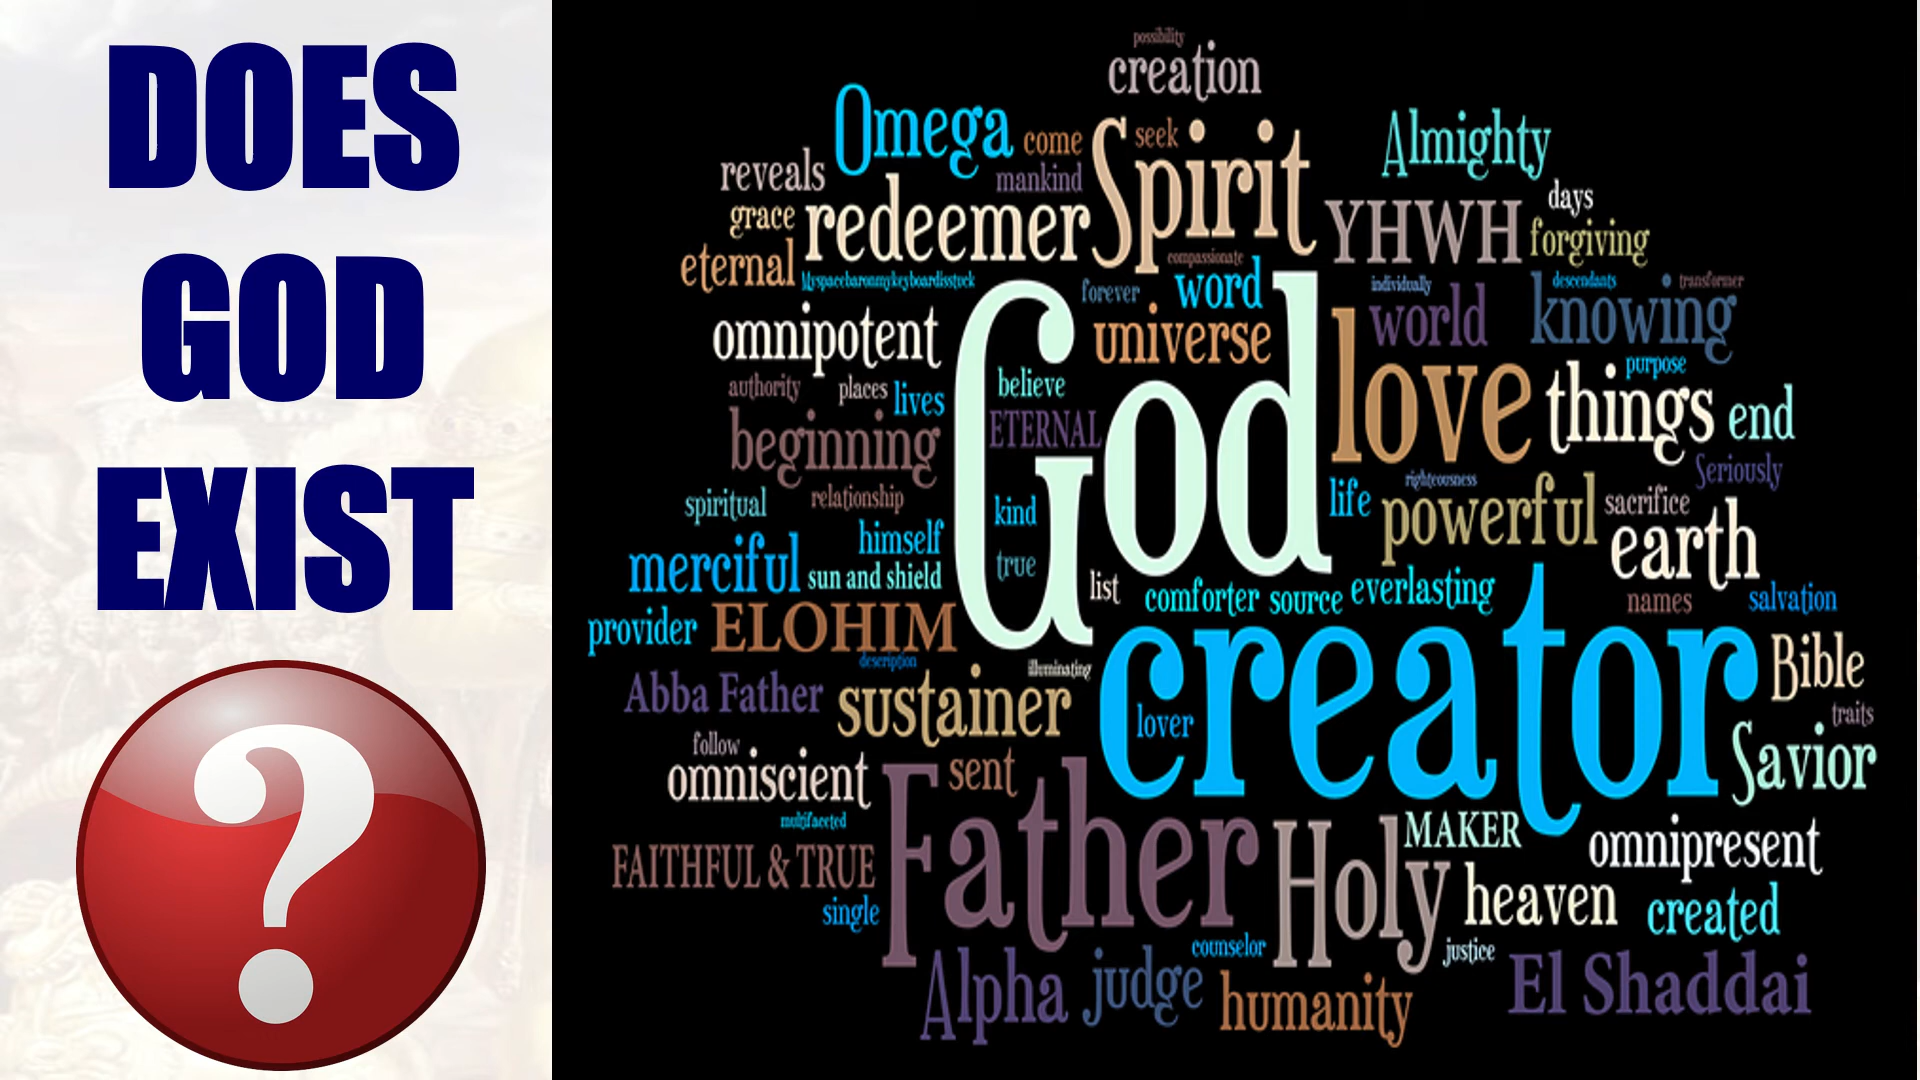 DOES
GOD
EXIST
?
possibility
creation
Omega
come
seek
Spirit
Almighty
reveals
mankind
days
grace
redeemer
YHWH
forgiving
eternal
compassionate
Myspacebaronmykeyboardisstuck
forever
word
individually
descendants
transformer
God
omnipotent
universe
world
knowing
love
purpose
authority
places
lives
believe
things
end
beginning
ETERNAL
Seriously
spiritual
relationship
kind
life
righteousness
powerful
sacrifice
himself
earth
merciful
sun and shield
true
list
comforter
source
everlasting
names
salvation
provider
ELOHIM
description
illuminating
creator
Bible
Abba Father
sustainer
lover
traits
follow
Savior
omniscient
sent
multifaceted
Father
Holy
MAKER
omnipresent
FAITHFUL & TRUE
heaven
single
created
counselor
justice
Alpha
judge
humanity
El Shaddai